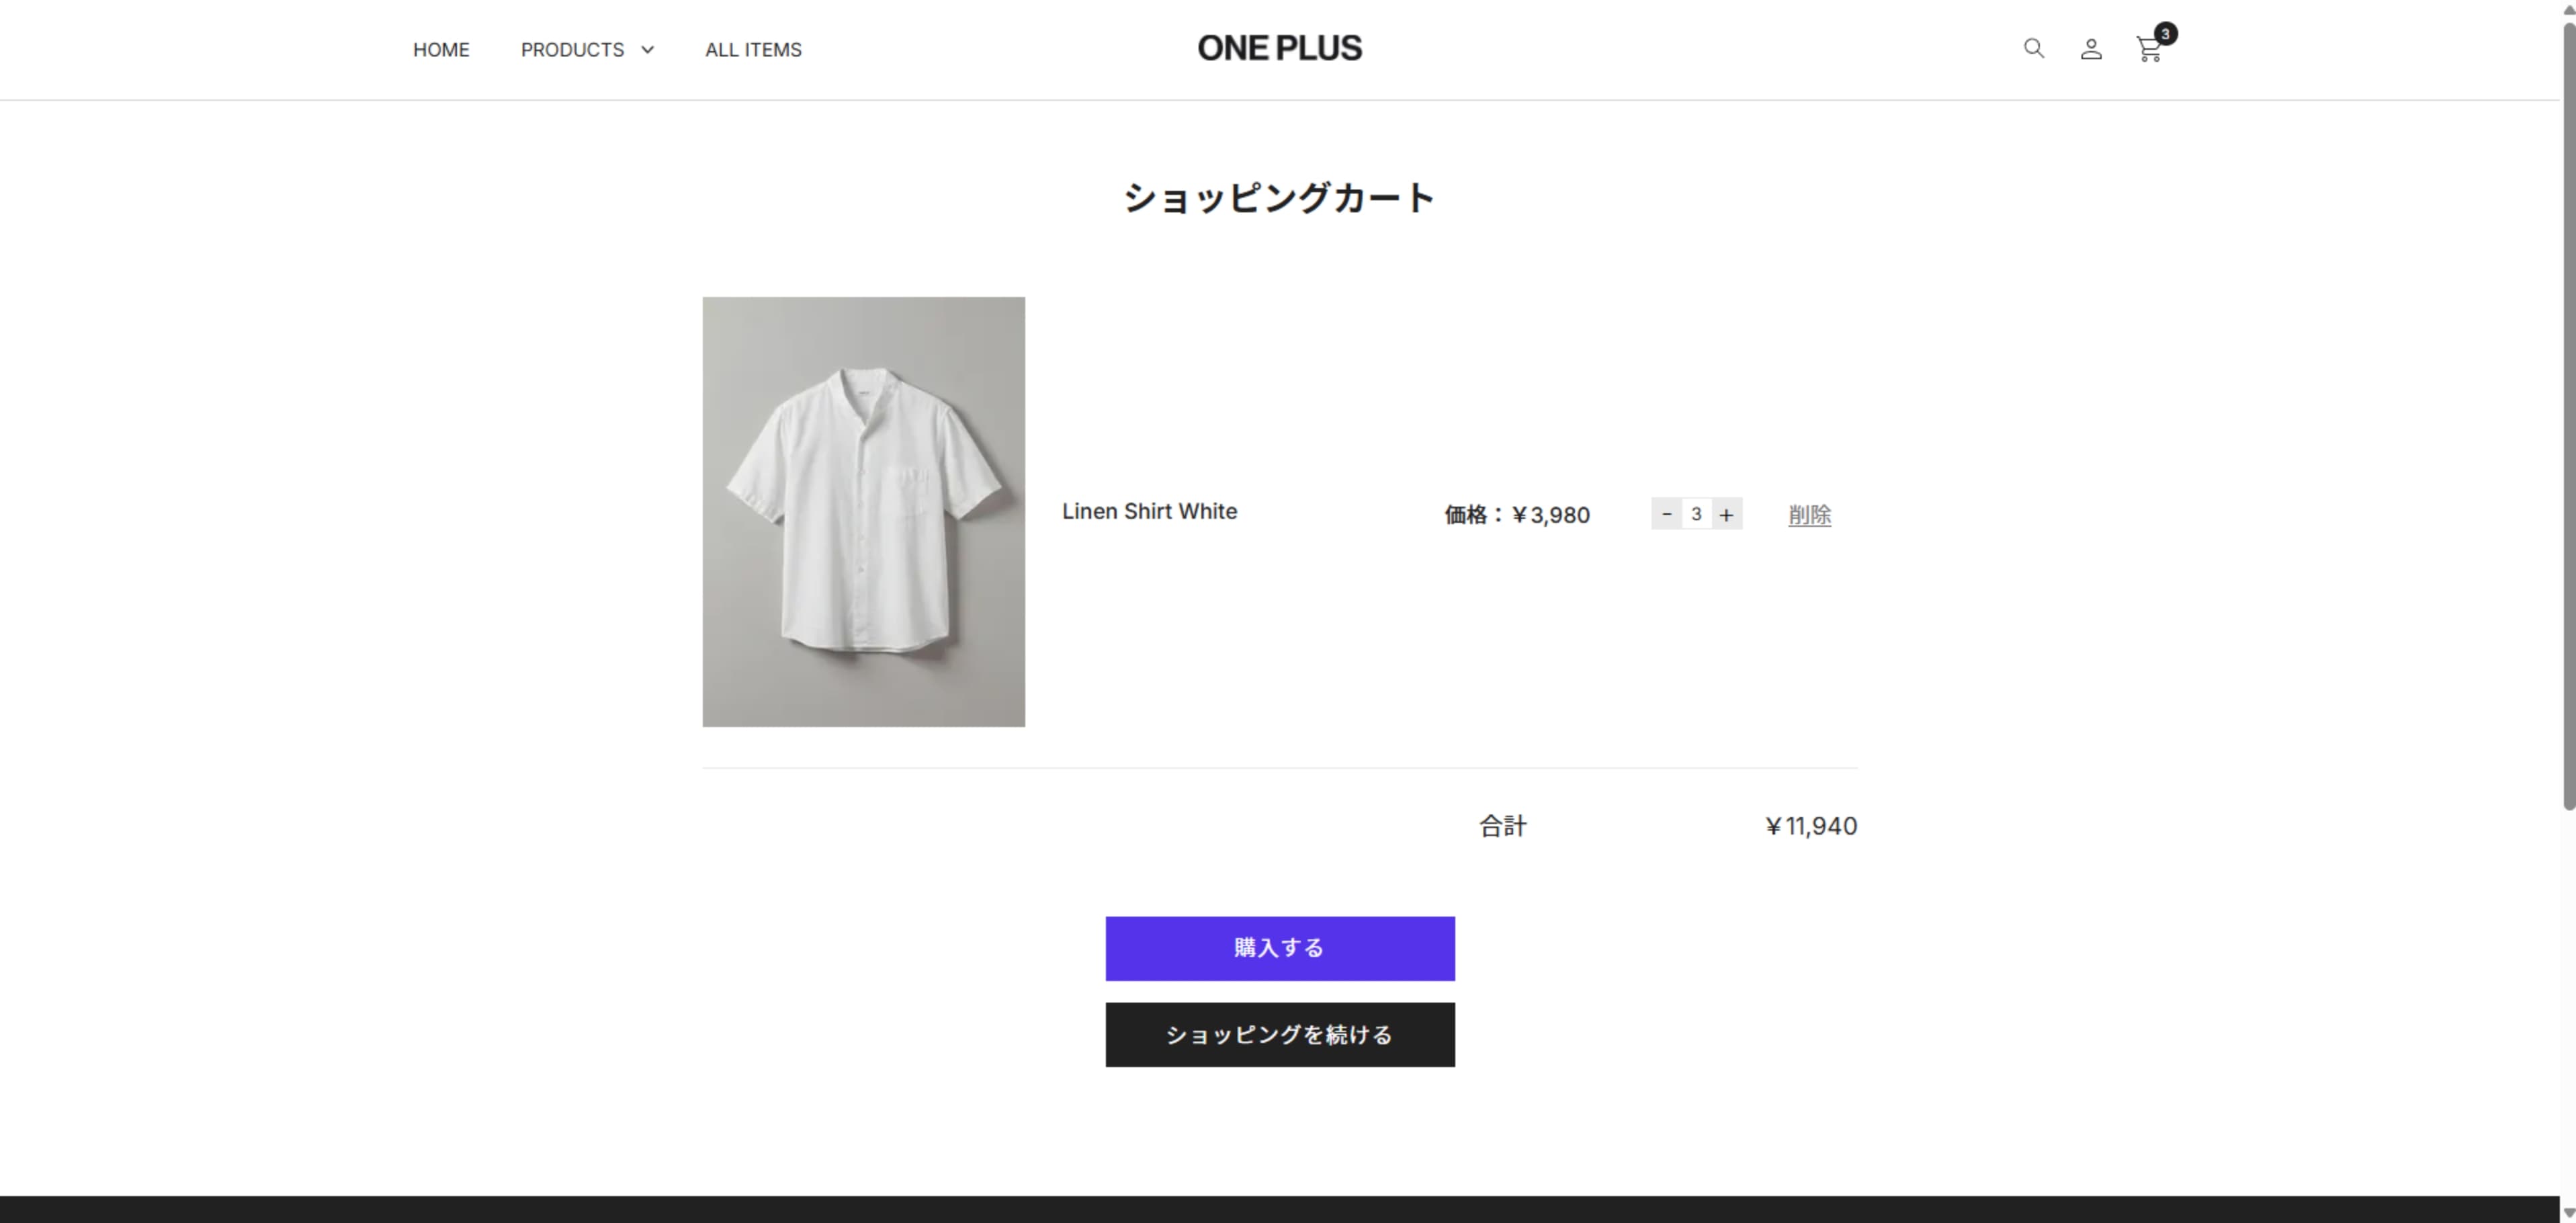 HOME PRODUCTS ALL ITEMS
ONE PLUS
3
ショッピングカート
Linen Shirt White
価格：￥3,980
- 3 +
削除
合計 ￥11,940
購入する
ショッピングを続ける